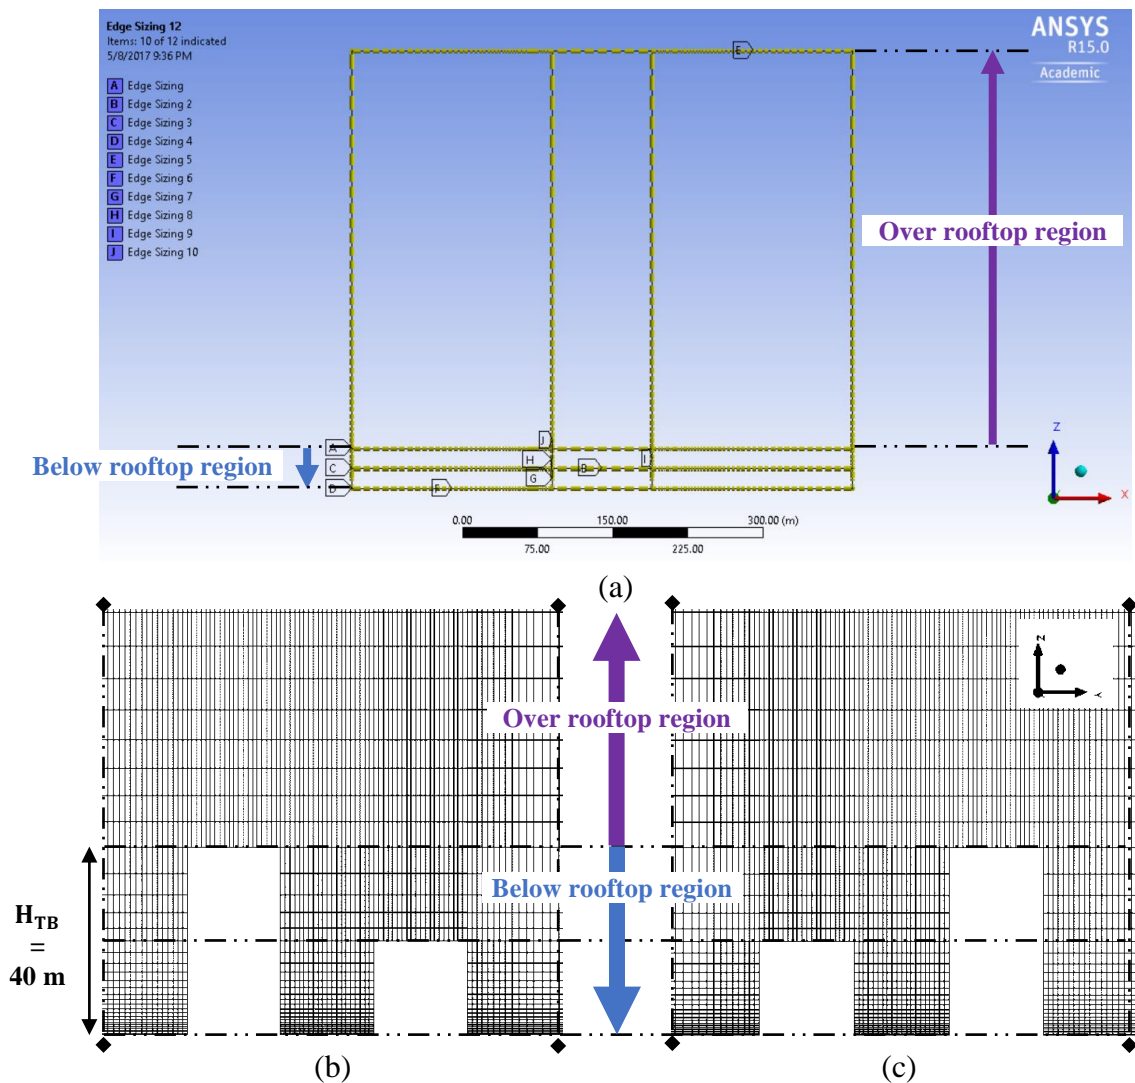 Edge Sizing 12
Items: 10 of 12 indicated
5/8/2017 9:36 PM
A Edge Sizing
B Edge Sizing 2
C Edge Sizing 3
D Edge Sizing 4
E Edge Sizing 5
F Edge Sizing 6
G Edge Sizing 7
H Edge Sizing 8
I Edge Sizing 9
J Edge Sizing 10
ANSYS
R15.0
Academic
E
Over rooftop region
Below rooftop region
A
C
D
F
J
H
G
B
I
Z
X
0.00 150.00 300.00 (m)
75.00 225.00
(a)
Over rooftop region
Below rooftop region
Z
Y
H_TB
=
40 m
(b)
(c)